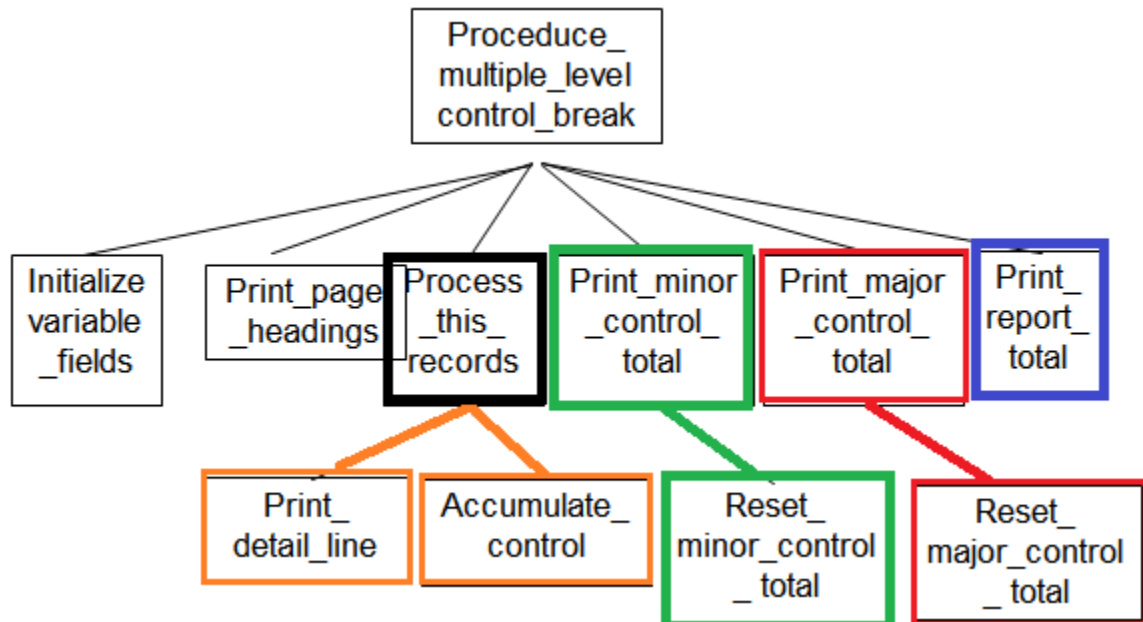 Proceduce_
multiple_level
control_break
Initialize
variable
_fields
Print_page
_headings
Process
_this_
records
Print_minor
_control_
total
Print_major
_control_
total
Print_
report_
total
Print_
detail_line
Accumulate_
control
Reset_
minor_control
_ total
Reset_
major_control
_ total